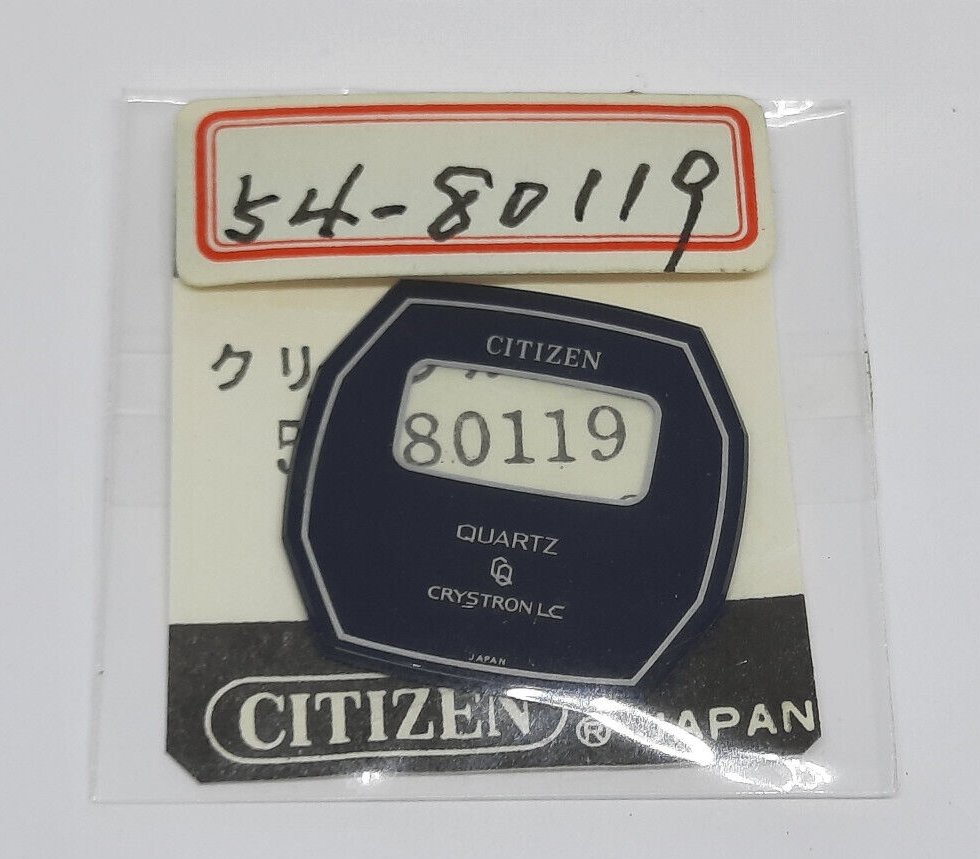 54-80119
クリ
CITIZEN
5 80119
QUARTZ
CQ
CRYSTRON LC
JAPAN
CITIZEN ® JAPAN